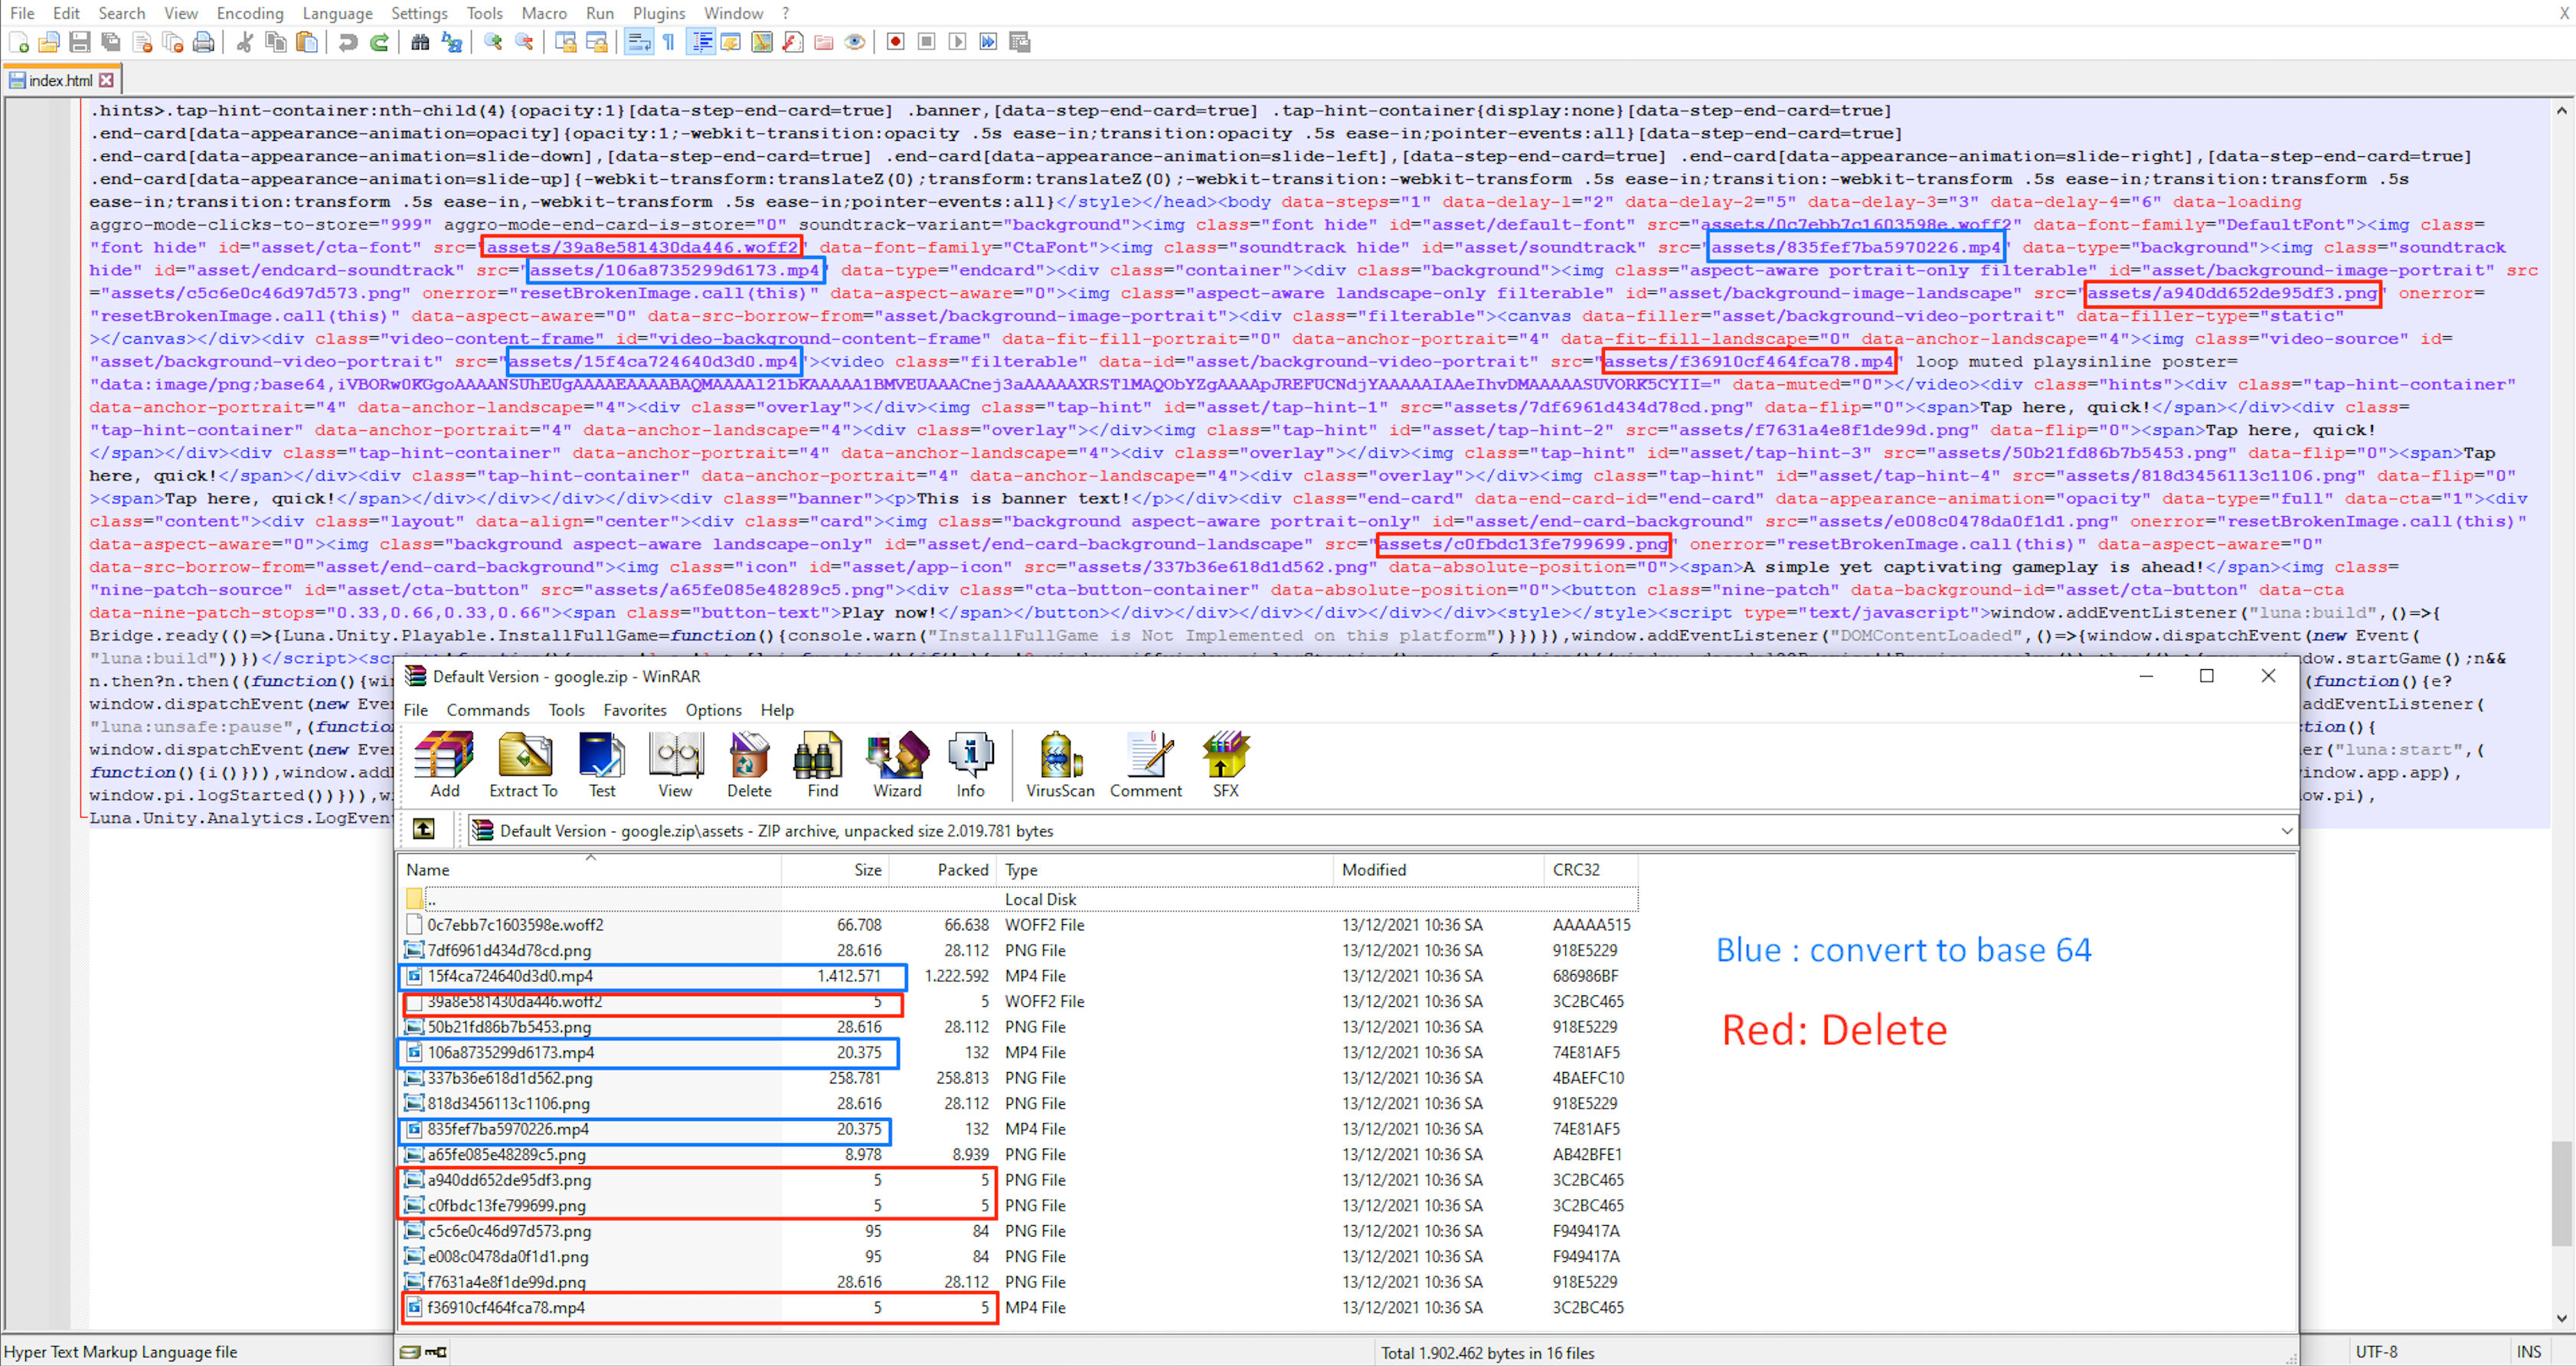 File Edit Search View Encoding Language Settings Tools Macro Run Plugins Window ? X
index.html
.hints>.tap-hint-container:nth-child(4){opacity:1}[data-step-end-card=true] .banner,[data-step-end-card=true] .tap-hint-container{display:none}[data-step-end-card=true]
.end-card[data-appearance-animation=opacity]{opacity:1;-webkit-transition:opacity .5s ease-in;transition:opacity .5s ease-in;pointer-events:all}[data-step-end-card=true]
.end-card[data-appearance-animation=slide-down],[data-step-end-card=true] .end-card[data-appearance-animation=slide-left],[data-step-end-card=true] .end-card[data-appearance-animation=slide-right],[data-step-end-card=true]
.end-card[data-appearance-animation=slide-up]{-webkit-transform:translateZ(0);transform:translateZ(0);-webkit-transition:-webkit-transform .5s ease-in;transition:-webkit-transform .5s ease-in;transition:transform .5s
ease-in;transition:transform .5s ease-in,-webkit-transform .5s ease-in;pointer-events:all}</style></head><body data-steps="1" data-delay-1="2" data-delay-2="5" data-delay-3="3" data-delay-4="6" data-loading
aggro-mode-clicks-to-store="999" aggro-mode-end-card-is-store="0" soundtrack-variant="background"><img class="font hide" id="asset/default-font" src="assets/0c7ebb7c1603598e.woff2" data-font-family="DefaultFont"><img class=
"font hide" id="asset/cta-font" src="assets/39a8e581430da446.woff2" data-font-family="CtaFont"><img class="soundtrack hide" id="asset/soundtrack" src="assets/835fef7ba5970226.mp4" data-type="background"><img class="soundtrack
hide" id="asset/endcard-soundtrack" src="assets/106a8735299d6173.mp4" data-type="endcard"><div class="container"><div class="background"><img class="aspect-aware portrait-only filterable" id="asset/background-image-portrait" src
="assets/c5c6e0c46d97d573.png" onerror="resetBrokenImage.call(this)" data-aspect-aware="0"><img class="aspect-aware landscape-only filterable" id="asset/background-image-landscape" src="assets/a940dd652de95df3.png" onerror=
"resetBrokenImage.call(this)" data-aspect-aware="0" data-src-borrow-from="asset/background-image-portrait"><div class="filterable"><canvas data-filler="asset/background-video-portrait" data-filler-type="static"
></canvas></div><div class="video-content-frame" id="video-background-content-frame" data-fit-fill-portrait="0" data-anchor-portrait="4" data-fit-fill-landscape="0" data-anchor-landscape="4"><img class="video-source" id=
"asset/background-video-portrait" src="assets/15f4ca724640d3d0.mp4"><video class="filterable" data-id="asset/background-video-portrait" src="assets/f36910cf464fca78.mp4" loop muted playsinline poster=
"data:image/png;base64, data-muted="0"></video><div class="hints"><div class="tap-hint-container"
data-anchor-portrait="4" data-anchor-landscape="4"><div class="overlay"></div><img class="tap-hint" id="asset/tap-hint-1" src="assets/7df6961d434d78cd.png" data-flip="0"><span>Tap here, quick!</span></div><div class=
"tap-hint-container" data-anchor-portrait="4" data-anchor-landscape="4"><div class="overlay"></div><img class="tap-hint" id="asset/tap-hint-2" src="assets/f7631a4e8f1de99d.png" data-flip="0"><span>Tap here, quick!
</span></div><div class="tap-hint-container" data-anchor-portrait="4" data-anchor-landscape="4"><div class="overlay"></div><img class="tap-hint" id="asset/tap-hint-3" src="assets/50b21fd86b7b5453.png" data-flip="0"><span>Tap
here, quick!</span></div><div class="tap-hint-container" data-anchor-portrait="4" data-anchor-landscape="4"><div class="overlay"></div><img class="tap-hint" id="asset/tap-hint-4" src="assets/818d3456113c1106.png" data-flip="0"
><span>Tap here, quick!</span></div></div></div></div><div class="banner"><p>This is banner text!</p></div><div class="end-card" data-end-card-id="end-card" data-appearance-animation="opacity" data-type="full" data-cta="1"><div
class="content"><div class="layout" data-align="center"><div class="card"><img class="background aspect-aware portrait-only" id="asset/end-card-background" src="assets/e008c0478da0f1d1.png" onerror="resetBrokenImage.call(this)"
data-aspect-aware="0"><img class="background aspect-aware landscape-only" id="asset/end-card-background-landscape" src="assets/c0fbdc13fe799699.png" onerror="resetBrokenImage.call(this)" data-aspect-aware="0"
data-src-borrow-from="asset/end-card-background"><img class="icon" id="asset/app-icon" src="assets/337b36e618d1d562.png" data-absolute-position="0"><span>A simple yet captivating gameplay is ahead!</span><img class=
"nine-patch-source" id="asset/cta-button" src="assets/a65fe085e48289c5.png"><div class="cta-button-container" data-absolute-position="0"><button class="nine-patch" data-background-id="asset/cta-button" data-cta
data-nine-patch-stops="0.33,0.66,0.33,0.66"><span class="button-text">Play now!</span></button></div></div></div></div></div></div><style></style><script type="text/javascript">window.addEventListener("luna:build",()=>{
Bridge.ready(()=>{Luna.Unity.Playable.InstallFullGame=function(){console.warn("InstallFullGame is Not Implemented on this platform")}})}),window.addEventListener("DOMContentLoaded",()=>{window.dispatchEvent(new Event(
"luna:build"))})</script><scr .startGame();n&&
n.then?n.then((function(){wi (function(){e?
window.dispatchEvent(new Eve addEventListener(
"luna:unsafe:pause",(functio ction(){
window.dispatchEvent(new Eve er("luna:start",(
function(){i()})),window.add indow.app.app),
window.pi.logStarted())})),w ow.pi),
Luna.Unity.Analytics.LogEven
Default Version - google.zip - WinRAR
File Commands Tools Favorites Options Help
Add Extract To Test View Delete Find Wizard Info VirusScan Comment SFX
Default Version - google.zip\assets - ZIP archive, unpacked size 2.019.781 bytes
Name Size Packed Type Modified CRC32
.. Local Disk
0c7ebb7c1603598e.woff2 66.708 66.638 WOFF2 File 13/12/2021 10:36 SA AAAAA515
7df6961d434d78cd.png 28.616 28.112 PNG File 13/12/2021 10:36 SA 918E5229
15f4ca724640d3d0.mp4 1.412.571 1.222.592 MP4 File 13/12/2021 10:36 SA 686986BF
39a8e581430da446.woff2 5 5 WOFF2 File 13/12/2021 10:36 SA 3C2BC465
50b21fd86b7b5453.png 28.616 28.112 PNG File 13/12/2021 10:36 SA 918E5229
106a8735299d6173.mp4 20.375 132 MP4 File 13/12/2021 10:36 SA 74E81AF5
337b36e618d1d562.png 258.781 258.813 PNG File 13/12/2021 10:36 SA 4BAEFC10
818d3456113c1106.png 28.616 28.112 PNG File 13/12/2021 10:36 SA 918E5229
835fef7ba5970226.mp4 20.375 132 MP4 File 13/12/2021 10:36 SA 74E81AF5
a65fe085e48289c5.png 8.978 8.939 PNG File 13/12/2021 10:36 SA AB42BFE1
a940dd652de95df3.png 5 5 PNG File 13/12/2021 10:36 SA 3C2BC465
c0fbdc13fe799699.png 5 5 PNG File 13/12/2021 10:36 SA 3C2BC465
c5c6e0c46d97d573.png 95 84 PNG File 13/12/2021 10:36 SA F949417A
e008c0478da0f1d1.png 95 84 PNG File 13/12/2021 10:36 SA F949417A
f7631a4e8f1de99d.png 28.616 28.112 PNG File 13/12/2021 10:36 SA 918E5229
f36910cf464fca78.mp4 5 5 MP4 File 13/12/2021 10:36 SA 3C2BC465
Blue : convert to base 64
Red: Delete
Total 1.902.462 bytes in 16 files
Hyper Text Markup Language file UTF-8 INS